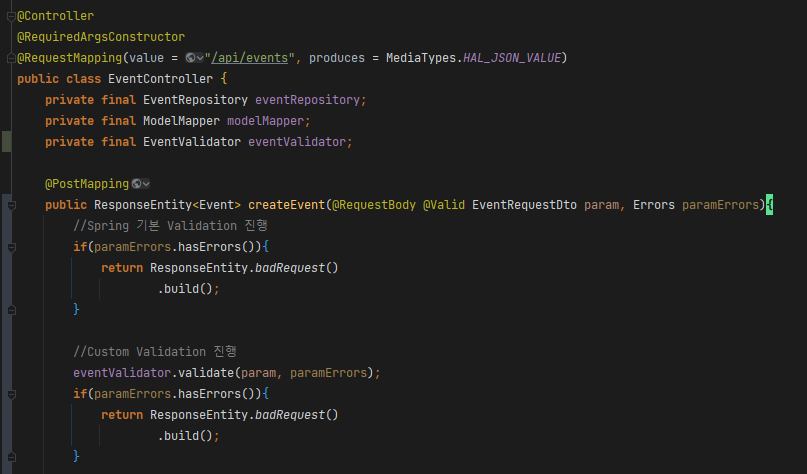 @Controller
@RequiredArgsConstructor
@RequestMapping(value = "/api/events", produces = MediaTypes.HAL_JSON_VALUE)
public class EventController {
    private final EventRepository eventRepository;
    private final ModelMapper modelMapper;
    private final EventValidator eventValidator;
    @PostMapping
    public ResponseEntity<Event> createEvent(@RequestBody @Valid EventRequestDto param, Errors paramErrors){
        //Spring 기본 Validation 진행
        if(paramErrors.hasErrors()){
            return ResponseEntity.badRequest()
                    .build();
        }
        //Custom Validation 진행
        eventValidator.validate(param, paramErrors);
        if(paramErrors.hasErrors()){
            return ResponseEntity.badRequest()
                    .build();
        }